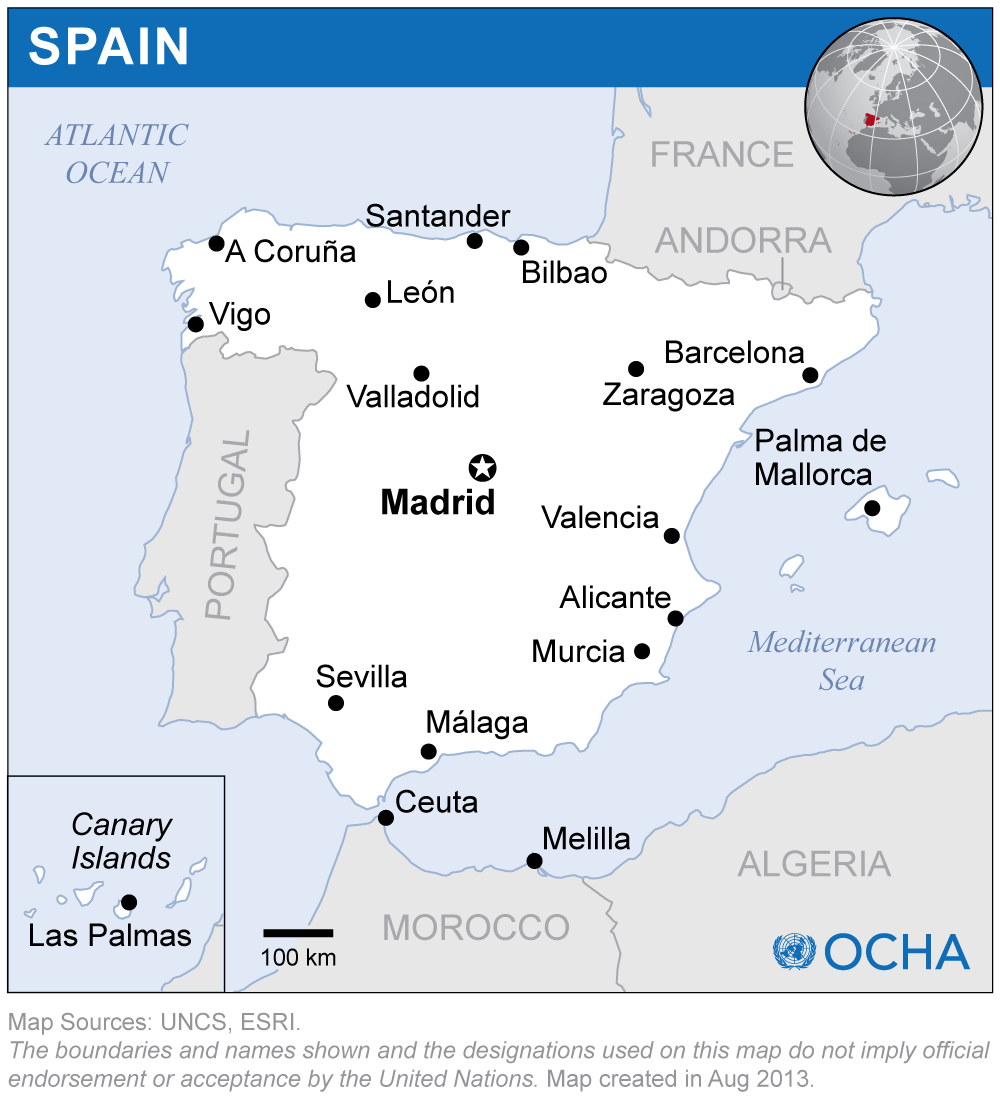 SPAIN
ATLANTIC
OCEAN
FRANCE
ANDORRA
Santander
A Coruña
Bilbao
León
Vigo
Barcelona
Zaragoza
Valladolid
Palma de
Mallorca
Madrid
Valencia
PORTUGAL
Alicante
Mediterranean
Sea
Murcia
Sevilla
Málaga
Ceuta
Melilla
Canary
Islands
Las Palmas
ALGERIA
MOROCCO
100 km
OCHA
Map Sources: UNCS, ESRI.
The boundaries and names shown and the designations used on this map do not imply official
endorsement or acceptance by the United Nations. Map created in Aug 2013.